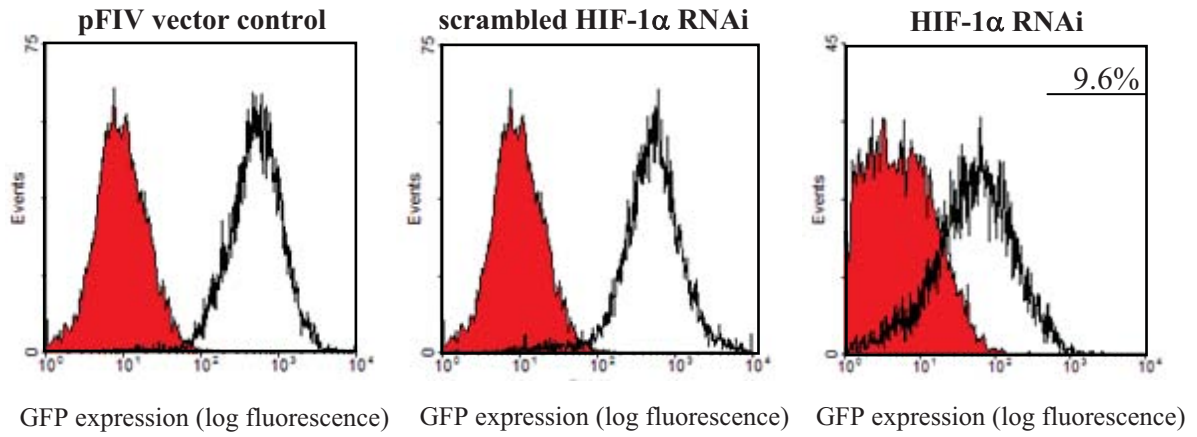 pFIV vector control
scrambled HIF-1α RNAi
HIF-1α RNAi
75
Events
0
10⁰ 10¹ 10² 10³ 10⁴
75
Events
0
10⁰ 10¹ 10² 10³ 10⁴
45
9.6%
Events
0
10⁰ 10¹ 10² 10³ 10⁴
GFP expression (log fluorescence)
GFP expression (log fluorescence)
GFP expression (log fluorescence)